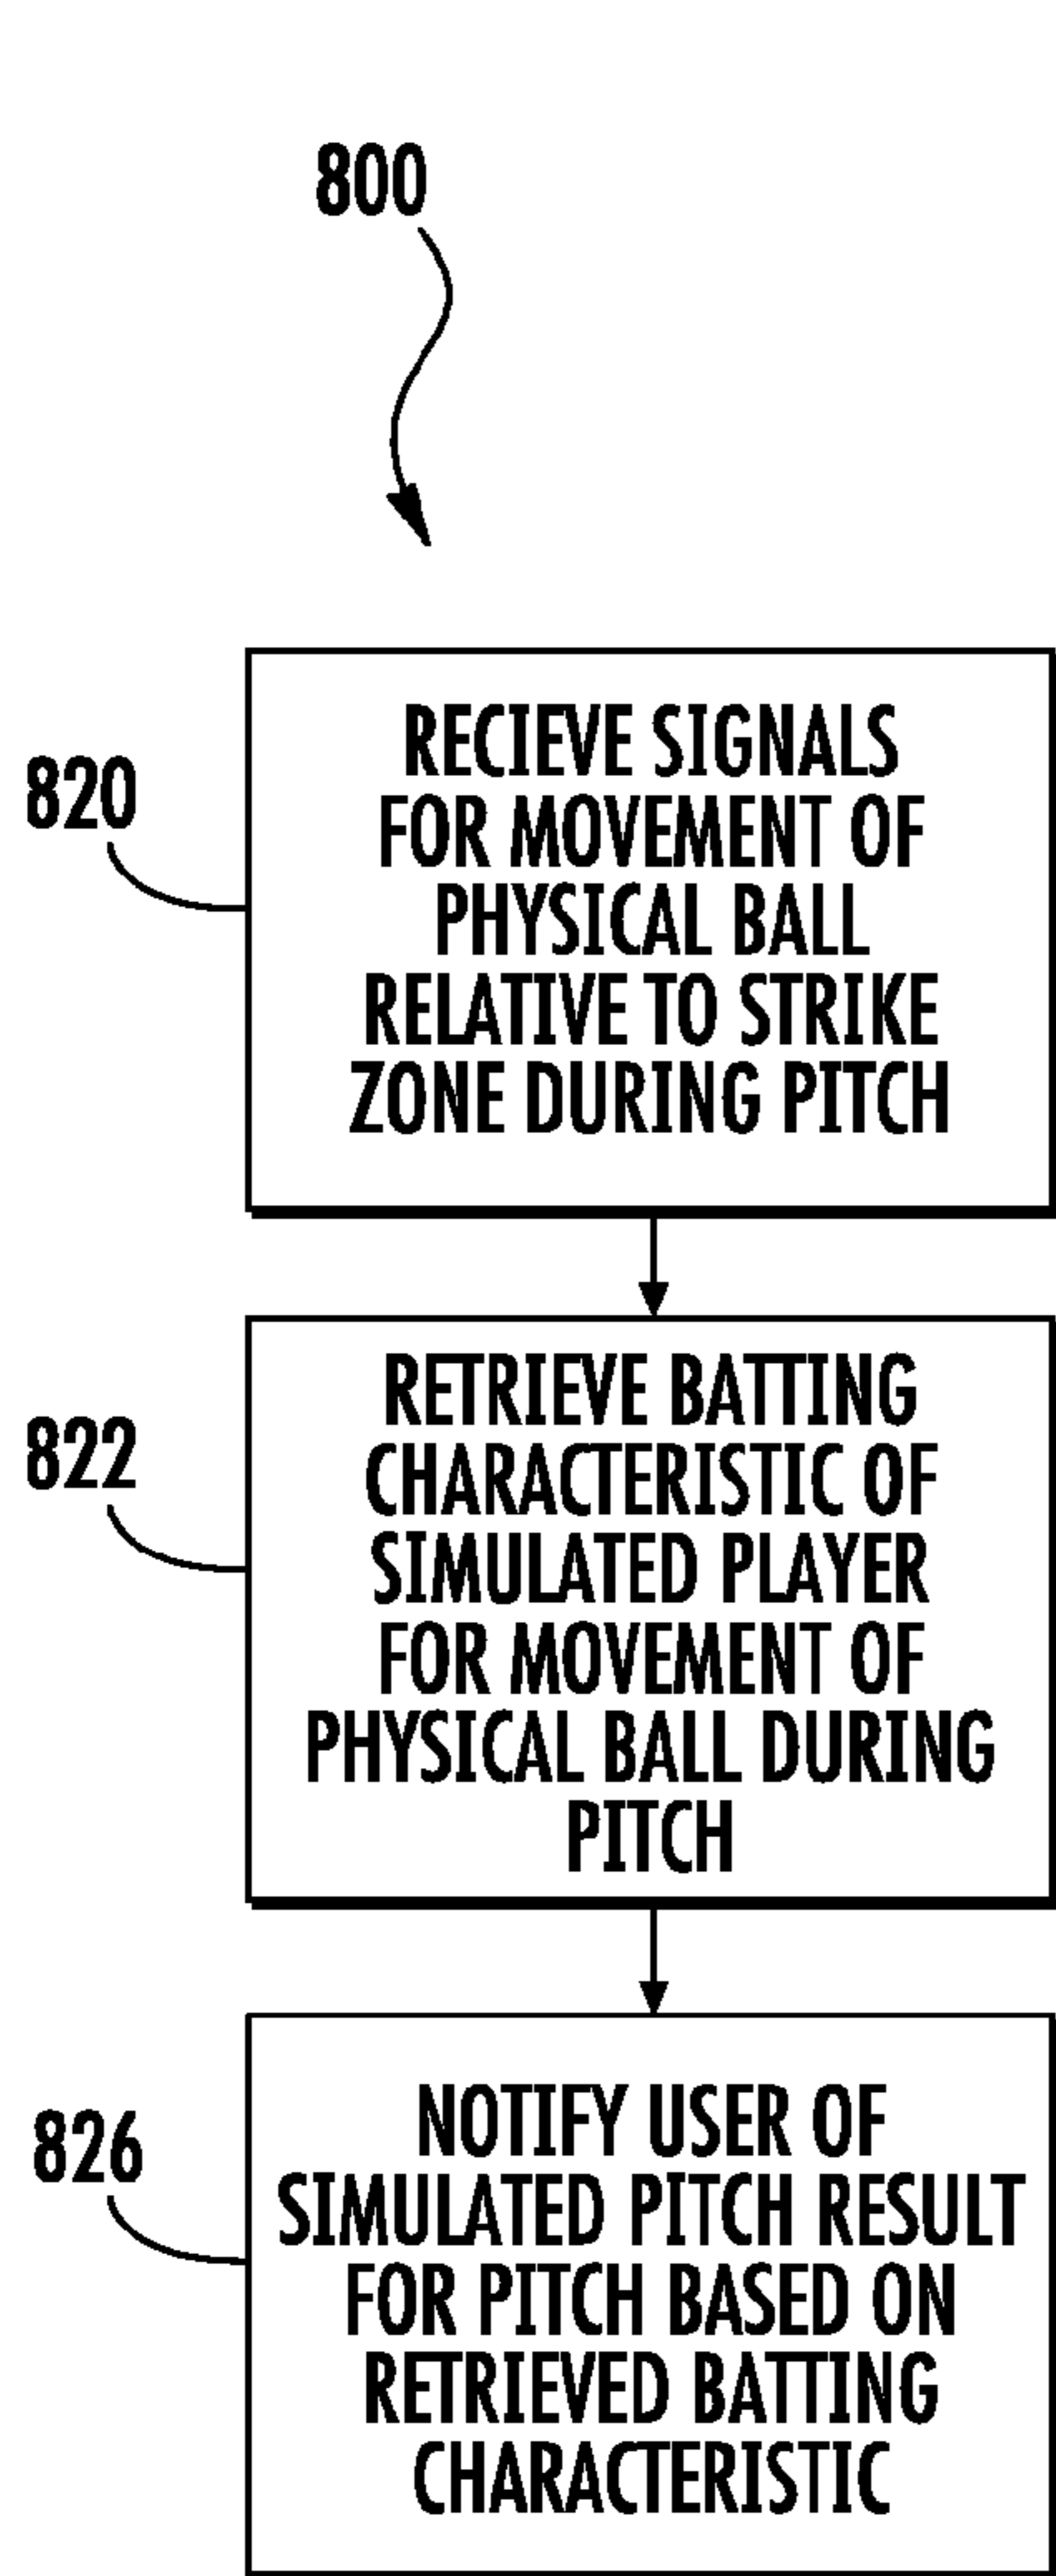 800
820
RECIEVE SIGNALS
FOR MOVEMENT OF
PHYSICAL BALL
RELATIVE TO STRIKE
ZONE DURING PITCH
822
RETRIEVE BATTING
CHARACTERISTIC OF
SIMULATED PLAYER
FOR MOVEMENT OF
PHYSICAL BALL DURING
PITCH
826
NOTIFY USER OF
SIMULATED PITCH RESULT
FOR PITCH BASED ON
RETRIEVED BATTING
CHARACTERISTIC